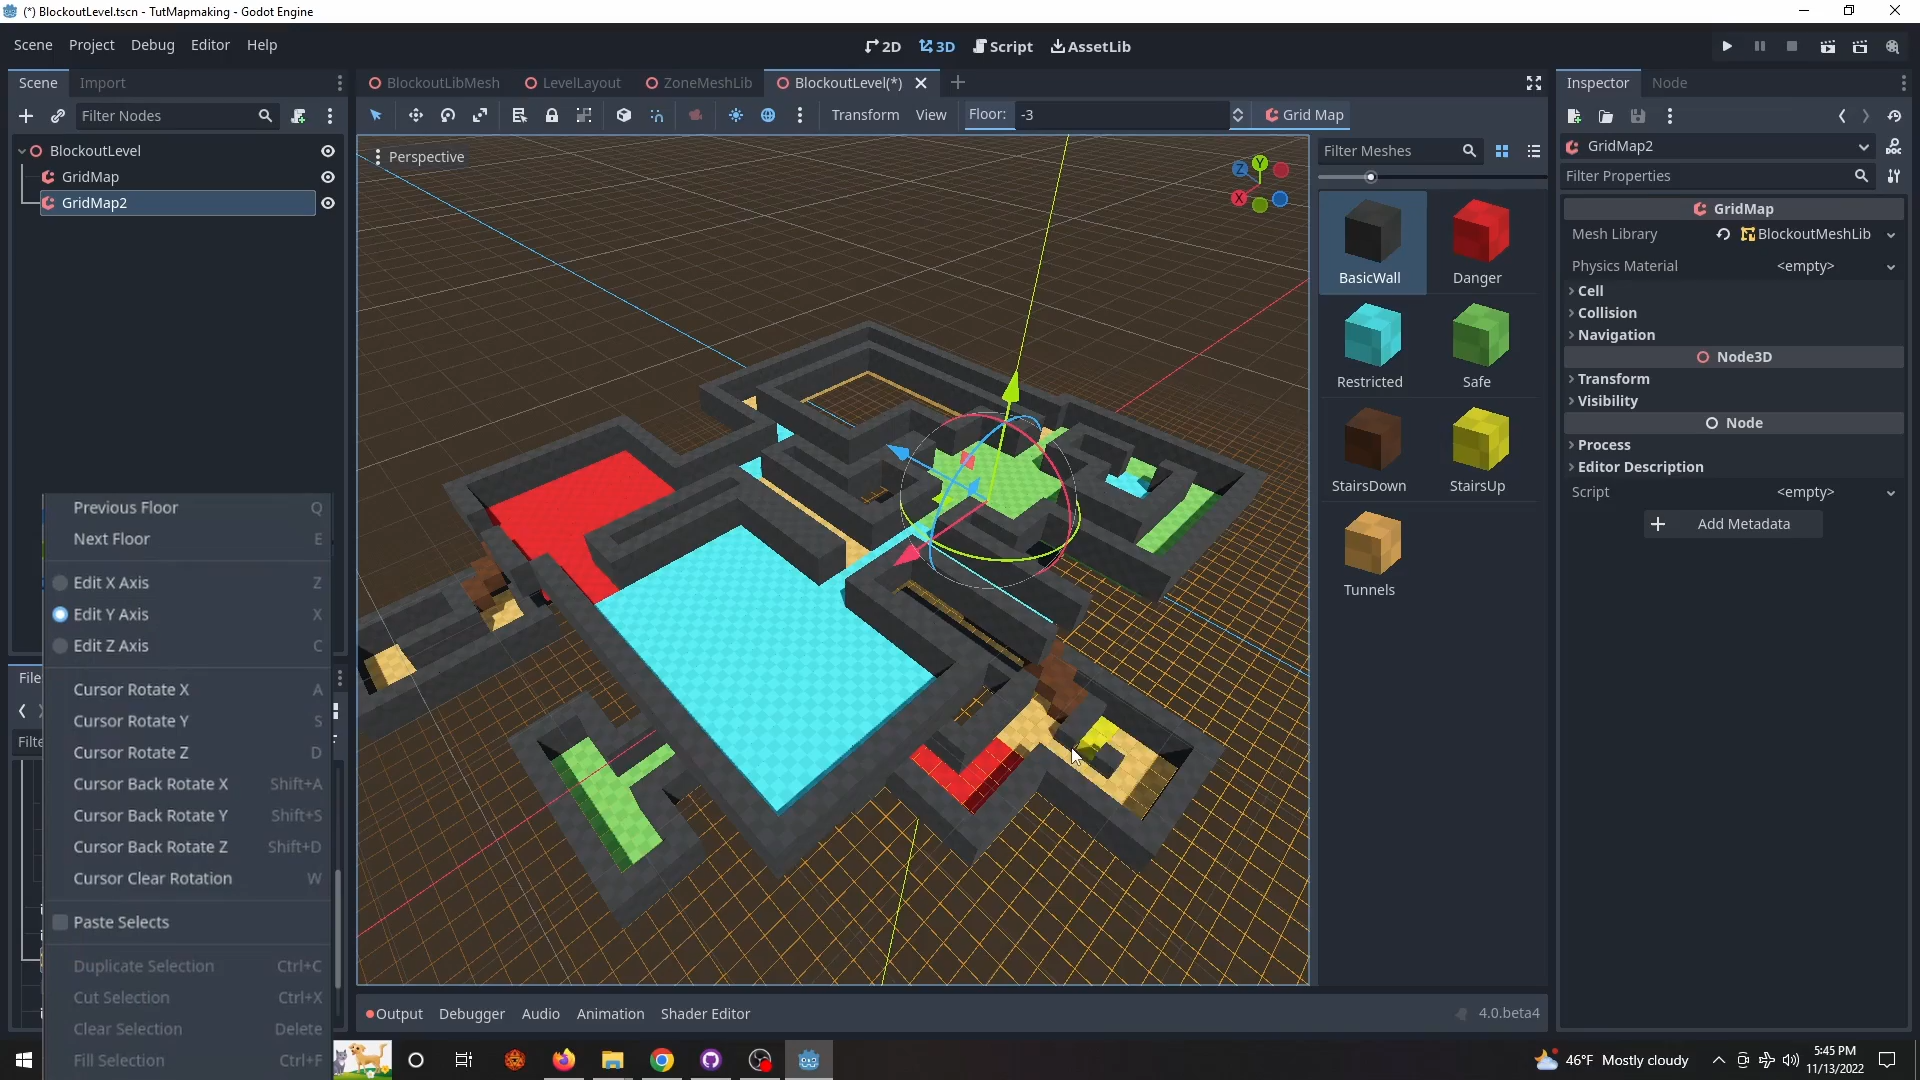 (*) BlockoutLevel.tscn - TutMapmaking - Godot Engine
Scene Project Debug Editor Help
2D 3D Script AssetLib
Scene Import
BlockoutLibMesh LevelLayout ZoneMeshLib BlockoutLevel(*)
Inspector Node
Filter Nodes
Transform View Floor: -3 Grid Map
BlockoutLevel
GridMap
GridMap2
Perspective
Y
Z
X
Previous Floor Q
Next Floor E
Edit X Axis Z
Edit Y Axis X
Edit Z Axis C
Cursor Rotate X A
Cursor Rotate Y S
Cursor Rotate Z D
Cursor Back Rotate X Shift+A
Cursor Back Rotate Y Shift+S
Cursor Back Rotate Z Shift+D
Cursor Clear Rotation W
Paste Selects
Duplicate Selection Ctrl+C
Cut Selection Ctrl+X
Clear Selection Delete
Fill Selection Ctrl+F
File
Filte
Filter Meshes
BasicWall Danger
Restricted Safe
StairsDown StairsUp
Tunnels
GridMap2
Filter Properties
GridMap
Mesh Library BlockoutMeshLib
Physics Material <empty>
Cell
Collision
Navigation
Node3D
Transform
Visibility
Node
Process
Editor Description
Script <empty>
Add Metadata
Output Debugger Audio Animation Shader Editor 4.0.beta4
46°F Mostly cloudy
5:45 PM
11/13/2022